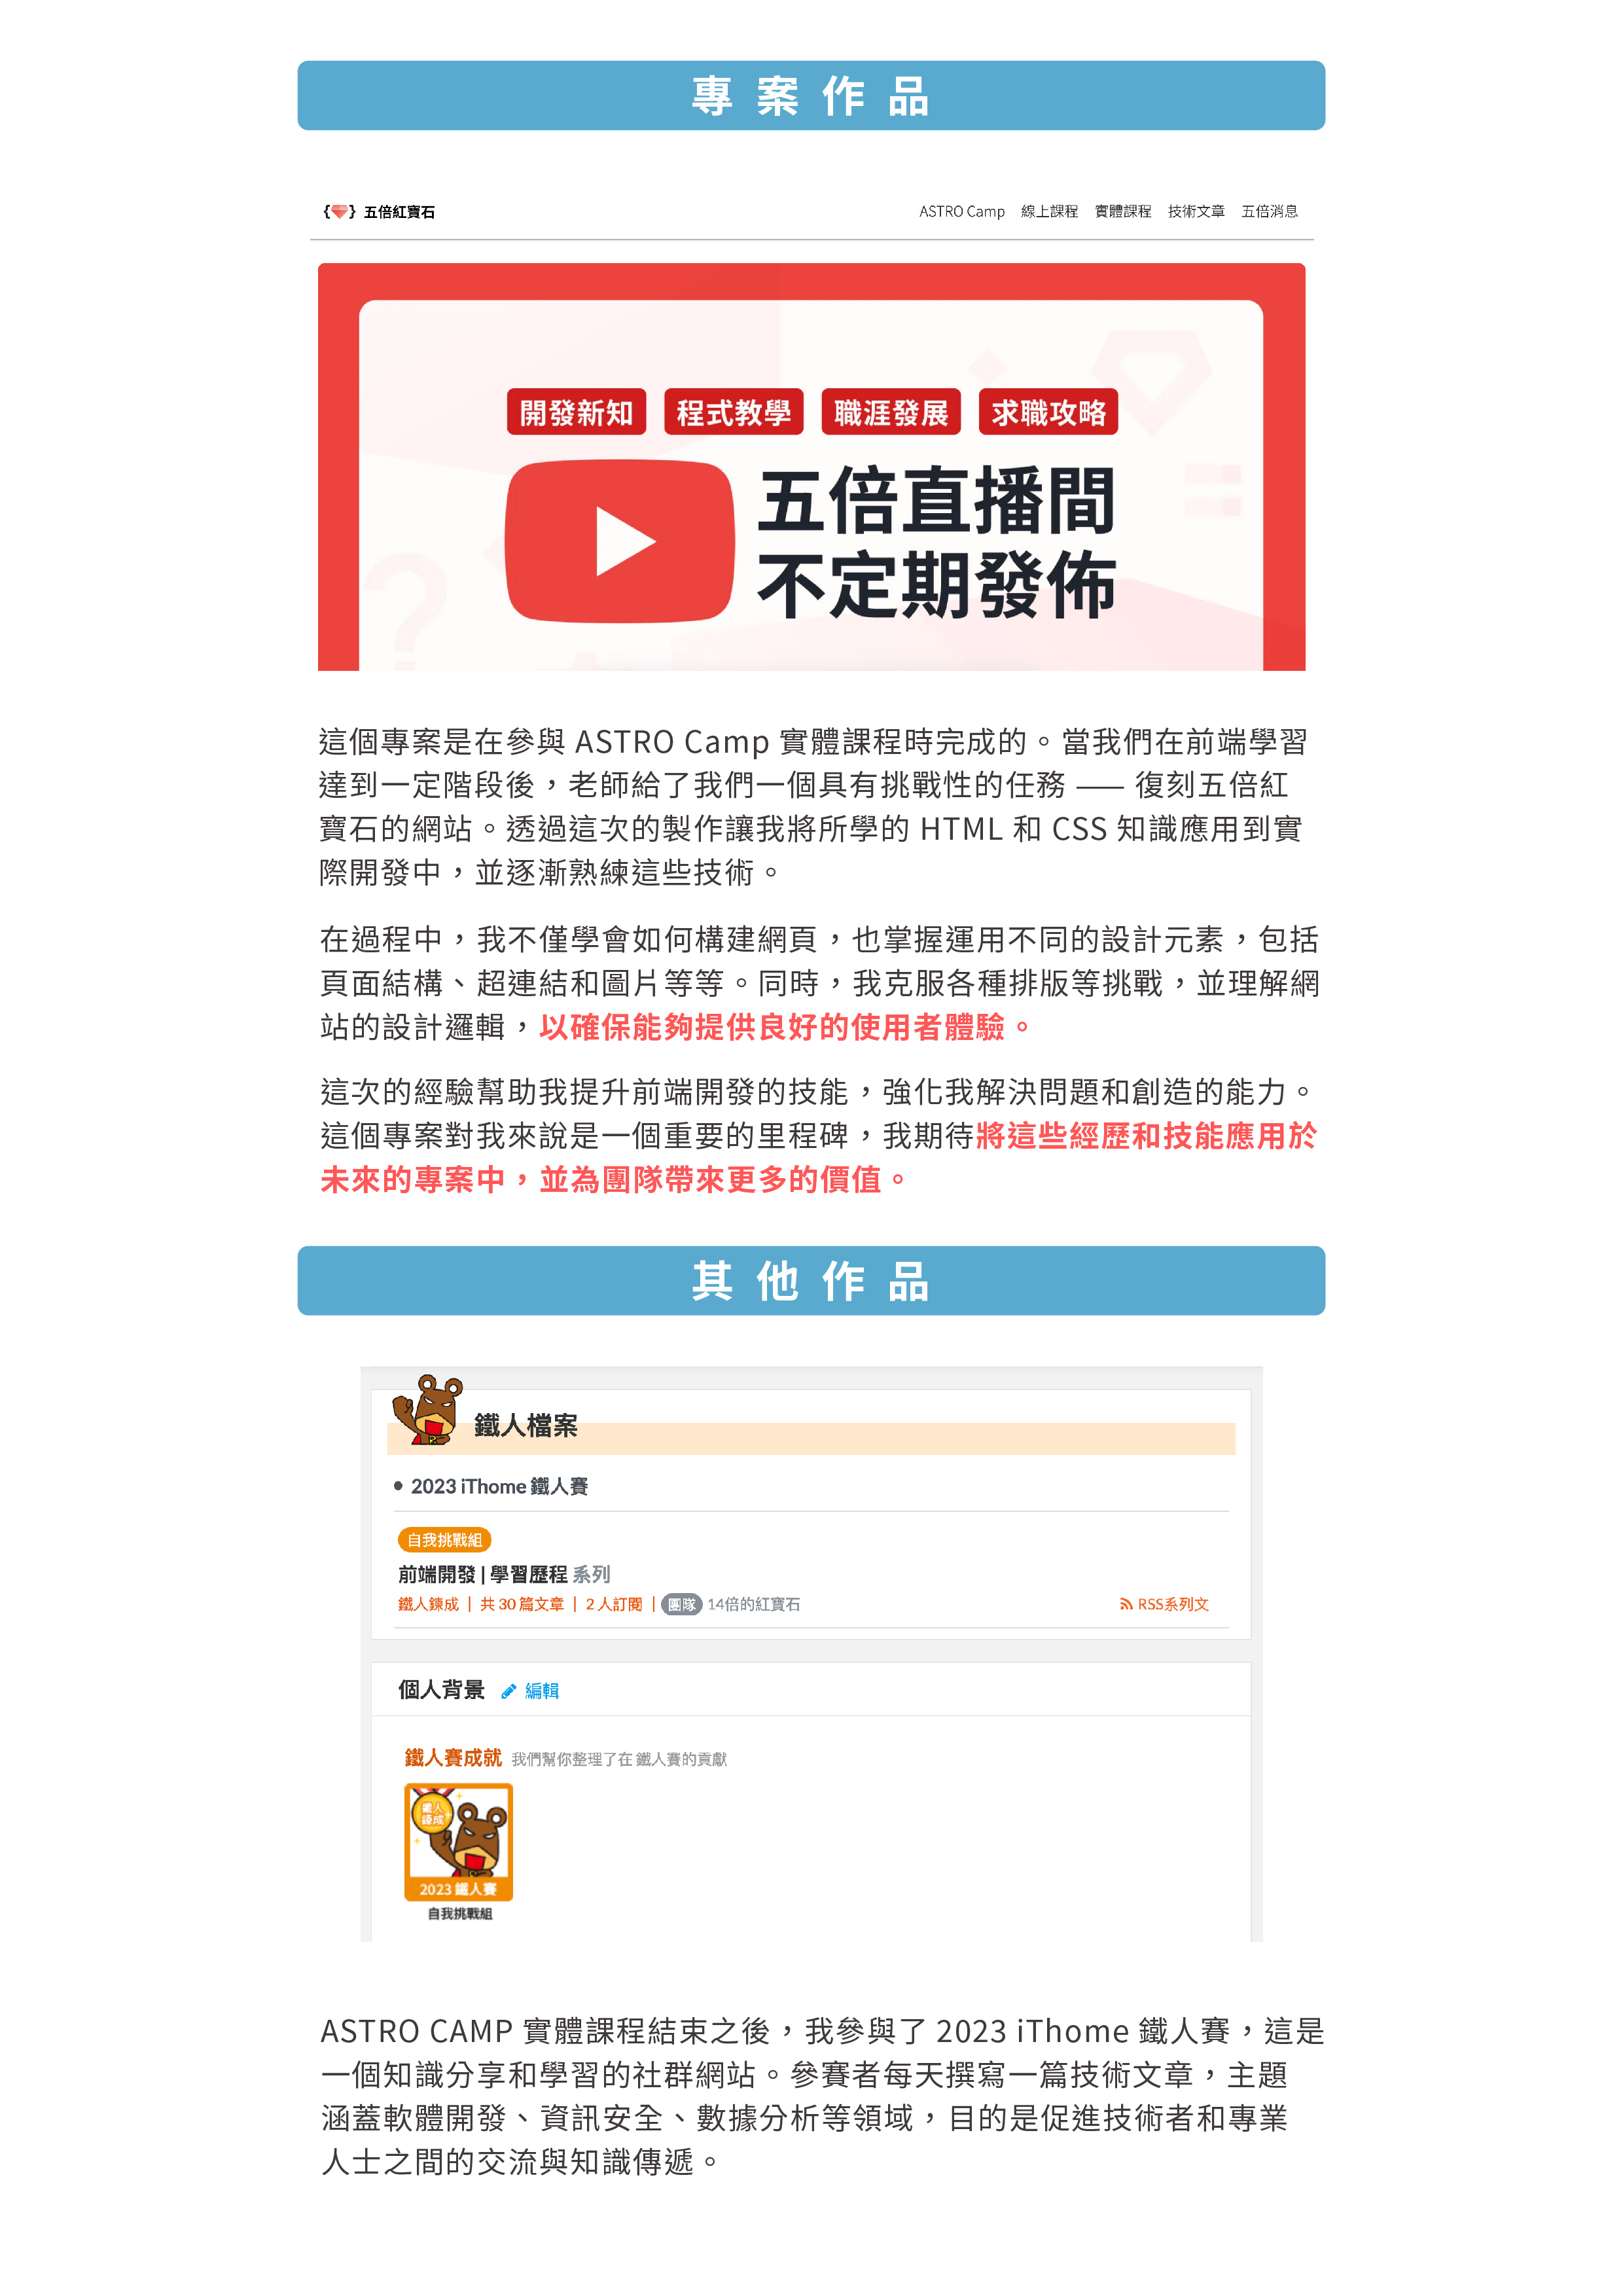 專案作品
{ } 五倍紅寶石 ASTRO Camp 線上課程 實體課程 技術文章 五倍消息
開發新知 程式教學 職涯發展 求職攻略
五倍直播間
不定期發佈
這個專案是在參與 ASTRO Camp 實體課程時完成的。當我們在前端學習
達到一定階段後，老師給了我們一個具有挑戰性的任務 —— 復刻五倍紅
寶石的網站。透過這次的製作讓我將所學的 HTML 和 CSS 知識應用到實
際開發中，並逐漸熟練這些技術。
在過程中，我不僅學會如何構建網頁，也掌握運用不同的設計元素，包括
頁面結構、超連結和圖片等等。同時，我克服各種排版等挑戰，並理解網
站的設計邏輯，以確保能夠提供良好的使用者體驗。
這次的經驗幫助我提升前端開發的技能，強化我解決問題和創造的能力。
這個專案對我來說是一個重要的里程碑，我期待將這些經歷和技能應用於
未來的專案中，並為團隊帶來更多的價值。
其他作品
鐵人檔案
• 2023 iThome 鐵人賽
自我挑戰組
前端開發 | 學習歷程 系列
鐵人鍊成 | 共 30 篇文章 | 2 人訂閱 | 團隊 14倍的紅寶石 RSS系列文
個人背景 編輯
鐵人賽成就 我們幫你整理了在 鐵人賽的貢獻
鐵人
鍊成
2023 鐵人賽
自我挑戰組
ASTRO CAMP 實體課程結束之後，我參與了 2023 iThome 鐵人賽，這是
一個知識分享和學習的社群網站。參賽者每天撰寫一篇技術文章，主題
涵蓋軟體開發、資訊安全、數據分析等領域，目的是促進技術者和專業
人士之間的交流與知識傳遞。